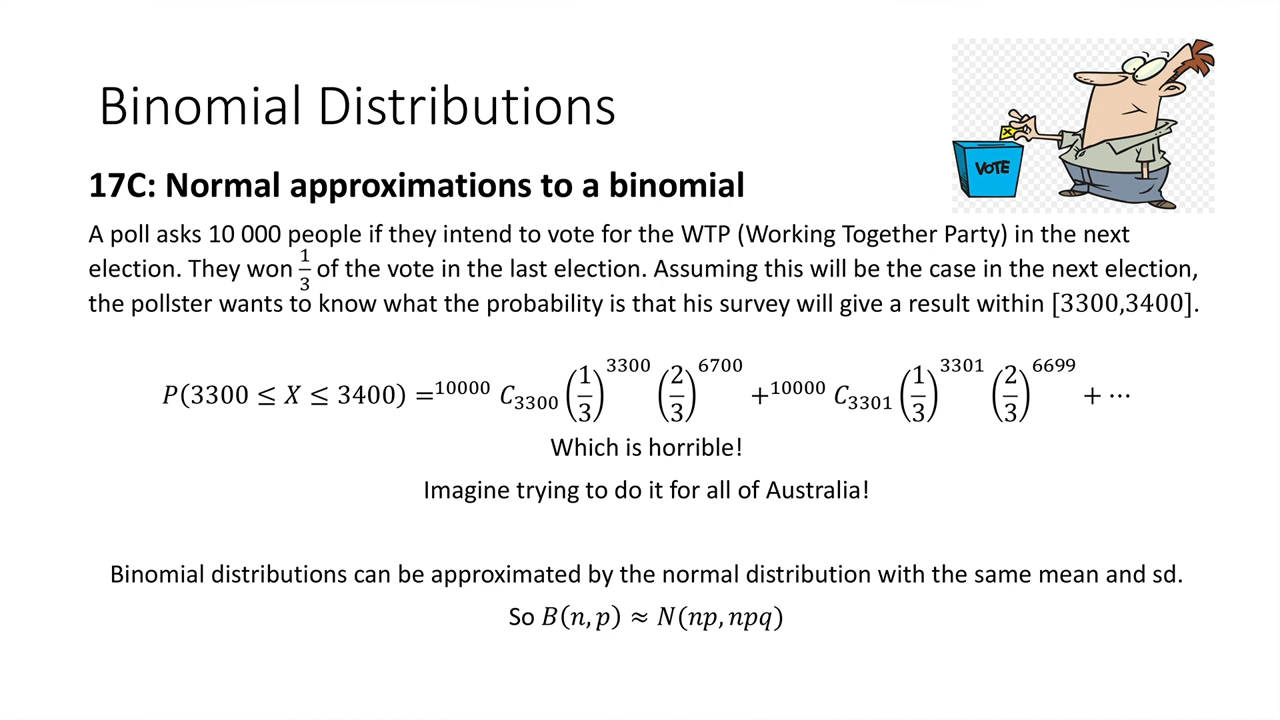 Binomial Distributions
VOTE
17C: Normal approximations to a binomial
A poll asks 10 000 people if they intend to vote for the WTP (Working Together Party) in the next
election. They won 1/3 of the vote in the last election. Assuming this will be the case in the next election,
the pollster wants to know what the probability is that his survey will give a result within [3300,3400].
P(3300 ≤ X ≤ 3400) =¹⁰⁰⁰⁰ C₃₃₀₀ (1/3)³³⁰⁰ (2/3)⁶⁷⁰⁰ +¹⁰⁰⁰⁰ C₃₃₀₁ (1/3)³³⁰¹ (2/3)⁶⁶⁹⁹ + ⋯
Which is horrible!
Imagine trying to do it for all of Australia!
Binomial distributions can be approximated by the normal distribution with the same mean and sd.
So B(n, p) ≈ N(np, npq)